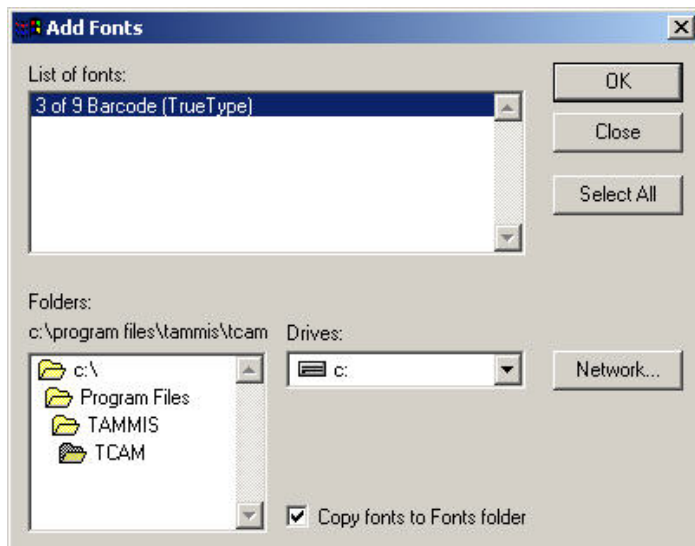 Add Fonts
List of fonts:
3 of 9 Barcode (TrueType)
OK
Close
Select All
Folders:
c:\program files\tammis\tcam
Drives:
c:\
Program Files
TAMMIS
TCAM
c:
Network...
Copy fonts to Fonts folder